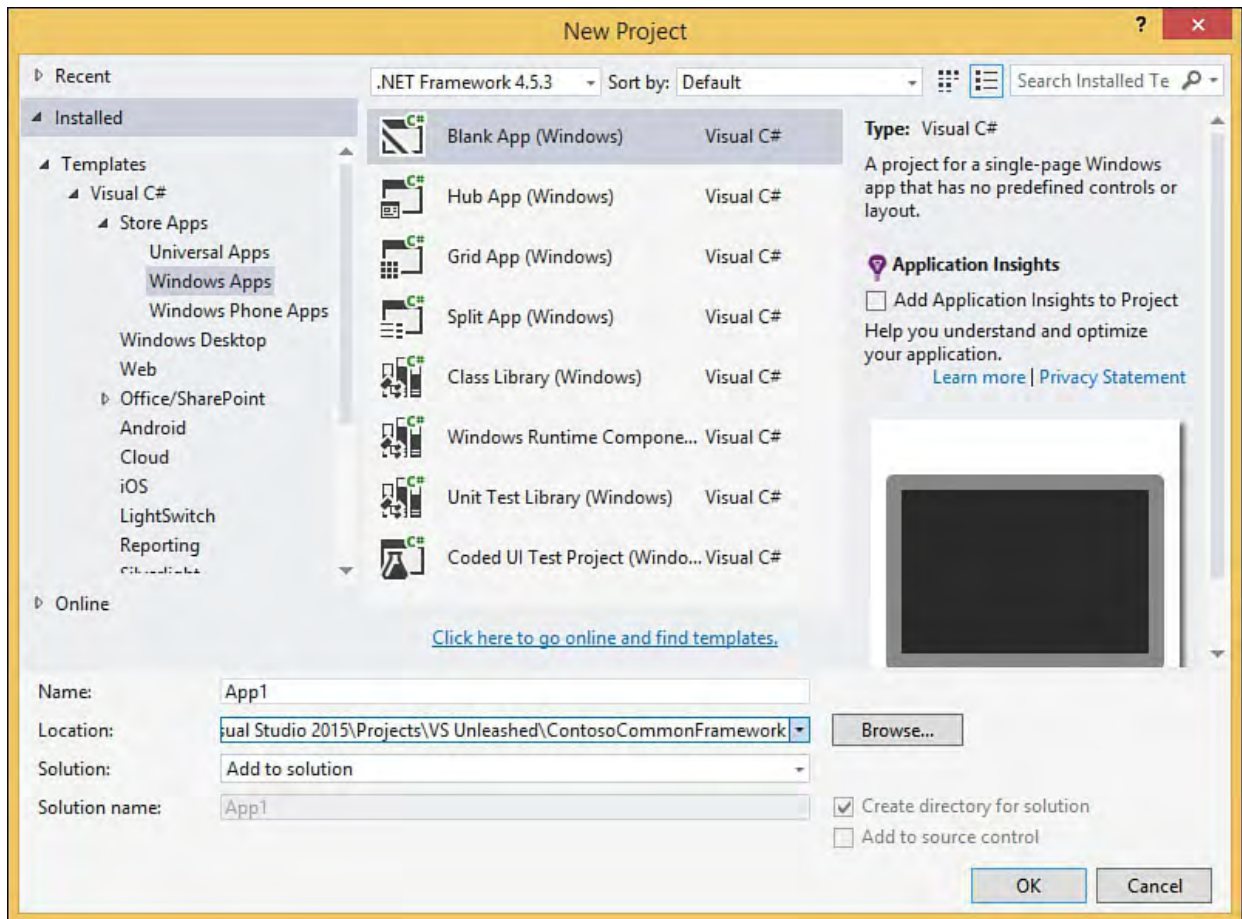 New Project
?
Recent
Installed
Templates
Visual C#
Store Apps
Universal Apps
Windows Apps
Windows Phone Apps
Windows Desktop
Web
Office/SharePoint
Android
Cloud
iOS
LightSwitch
Reporting
Online
.NET Framework 4.5.3 Sort by: Default
Search Installed Te
C# Blank App (Windows) Visual C#
C# Hub App (Windows) Visual C#
C# Grid App (Windows) Visual C#
C# Split App (Windows) Visual C#
C# Class Library (Windows) Visual C#
C# Windows Runtime Compone... Visual C#
C# Unit Test Library (Windows) Visual C#
C# Coded UI Test Project (Windo... Visual C#
Click here to go online and find templates.
Type: Visual C#
A project for a single-page Windows
app that has no predefined controls or
layout.
Application Insights
Add Application Insights to Project
Help you understand and optimize
your application.
Learn more | Privacy Statement
Name: App1
Location: sual Studio 2015\Projects\VS Unleashed\ContosoCommonFramework Browse...
Solution: Add to solution
Solution name: App1
Create directory for solution
Add to source control
OK Cancel